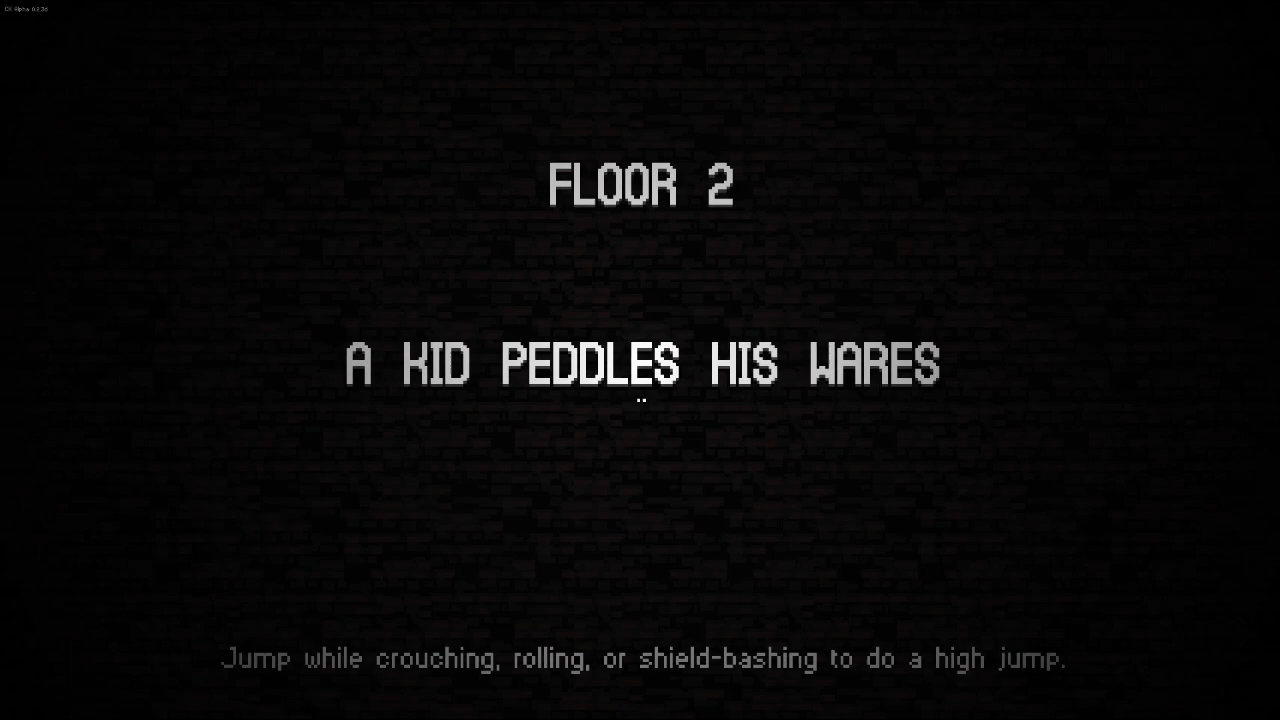 FLOOR 2
A KID PEDDLES HIS WARES
Jump while crouching, rolling, or shield-bashing to do a high jump.